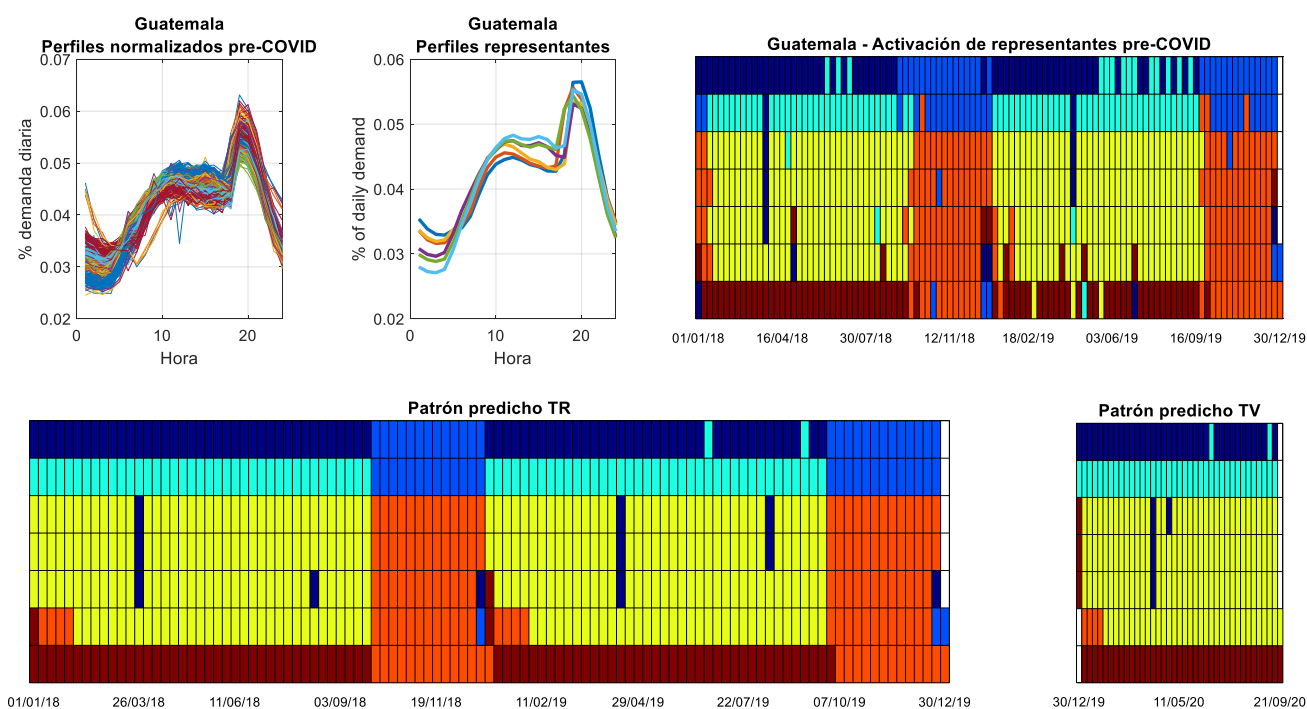 Guatemala
Perfiles normalizados pre-COVID
0.07
0.06
0.05
0.04
0.03
0.02
0 10 20
% demanda diaria
Hora
Guatemala
Perfiles representantes
0.06
0.05
0.04
0.03
0.02
0 10 20
% of daily demand
Hora
Guatemala - Activación de representantes pre-COVID
01/01/18 16/04/18 30/07/18 12/11/18 18/02/19 03/06/19 16/09/19 30/12/19
Patrón predicho TR
01/01/18 26/03/18 11/06/18 03/09/18 19/11/18 11/02/19 29/04/19 22/07/19 07/10/19 30/12/19
Patrón predicho TV
30/12/19 11/05/20 21/09/20